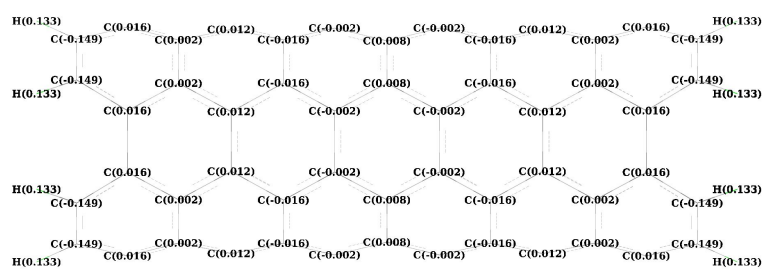 H(0.133) C(0.016) C(0.012) C(-0.002) C(-0.002) C(0.012) C(0.016) H(0.133)
C(-0.149) C(0.002) C(-0.016) C(0.008) C(-0.016) C(0.002) C(-0.149)
C(-0.149) C(0.002) C(-0.016) C(0.008) C(-0.016) C(0.002) C(-0.149)
H(0.133) H(0.133)
C(0.016) C(0.012) C(-0.002) C(-0.002) C(0.012) C(0.016)
C(0.016) C(0.012) C(-0.002) C(-0.002) C(0.012) C(0.016)
H(0.133) H(0.133)
C(-0.149) C(0.002) C(-0.016) C(0.008) C(-0.016) C(0.002) C(-0.149)
C(-0.149) C(0.002) C(-0.016) C(0.008) C(-0.016) C(0.002) C(-0.149)
H(0.133) C(0.016) C(0.012) C(-0.002) C(-0.002) C(0.012) C(0.016) H(0.133)